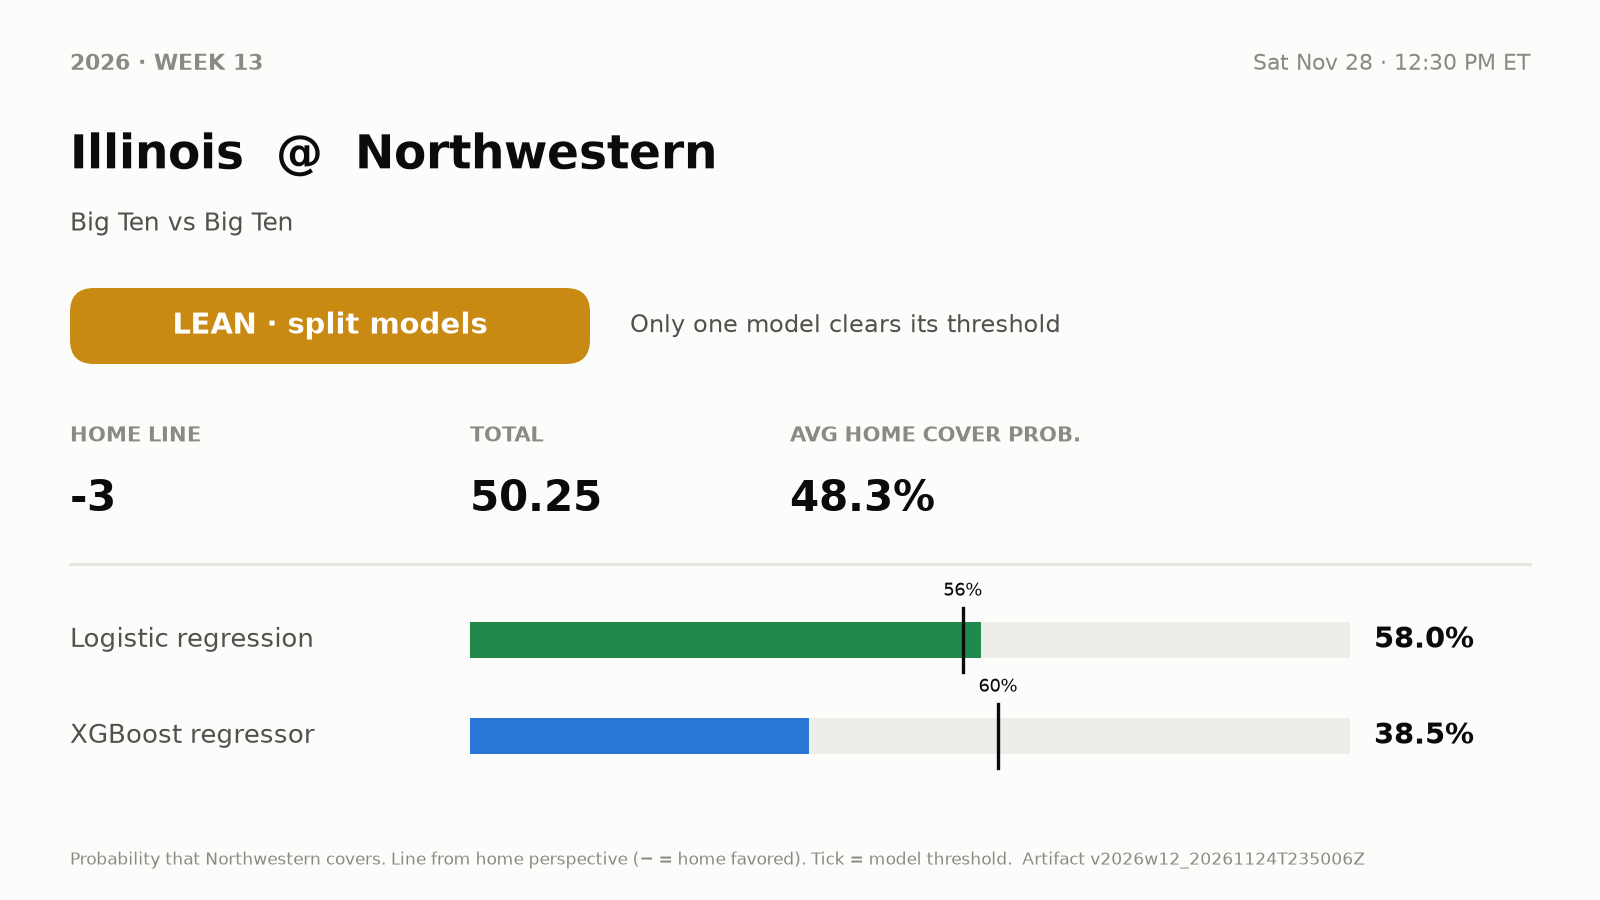 2026 · WEEK 13
Sat Nov 28 · 12:30 PM ET
Illinois @ Northwestern
Big Ten vs Big Ten
LEAN · split models
Only one model clears its threshold
HOME LINE
TOTAL
AVG HOME COVER PROB.
-3
50.25
48.3%
56%
Logistic regression
58.0%
60%
XGBoost regressor
38.5%
Probability that Northwestern covers. Line from home perspective (− = home favored). Tick = model threshold. Artifact v2026w12_20261124T235006Z